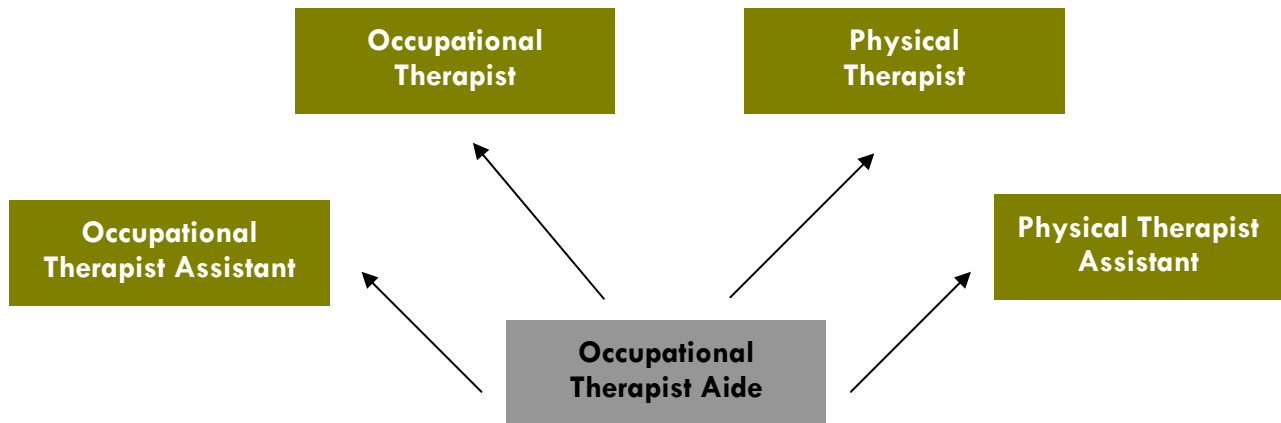 Occupational
Therapist
Physical
Therapist
Occupational
Therapist Assistant
Physical Therapist
Assistant
Occupational
Therapist Aide